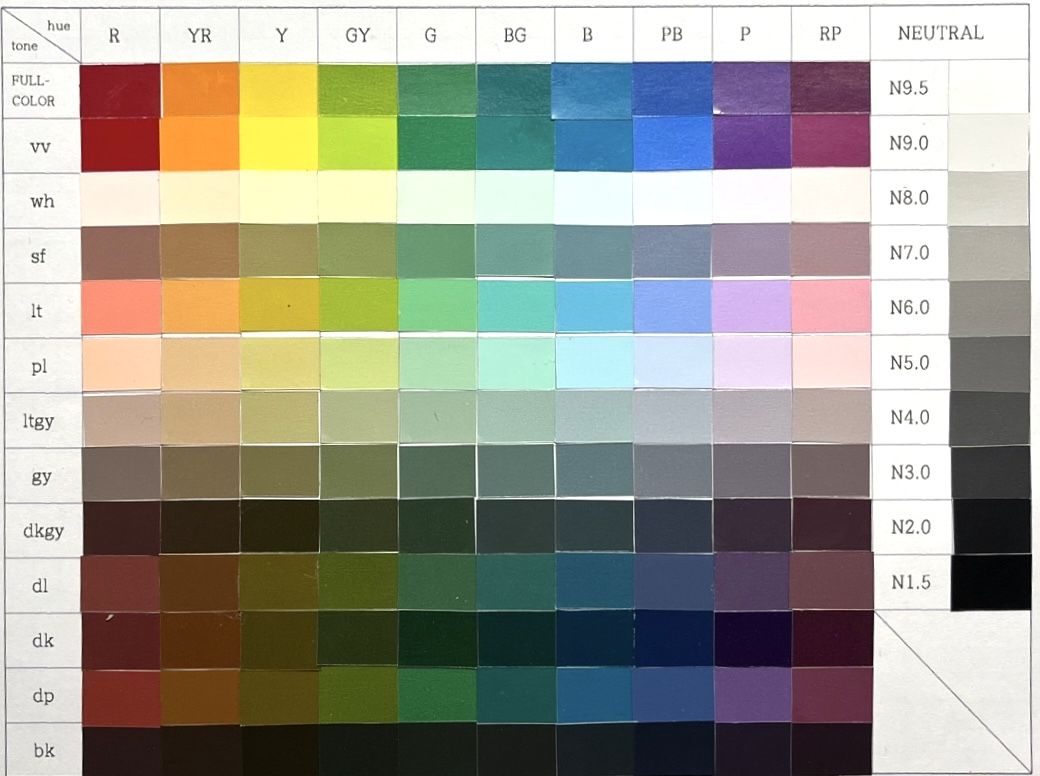 hue
tone
R YR Y GY G BG B PB P RP NEUTRAL
FULL-
COLOR N9.5
vv N9.0
wh N8.0
sf N7.0
lt N6.0
pl N5.0
ltgy N4.0
gy N3.0
dkgy N2.0
dl N1.5
dk
dp
bk